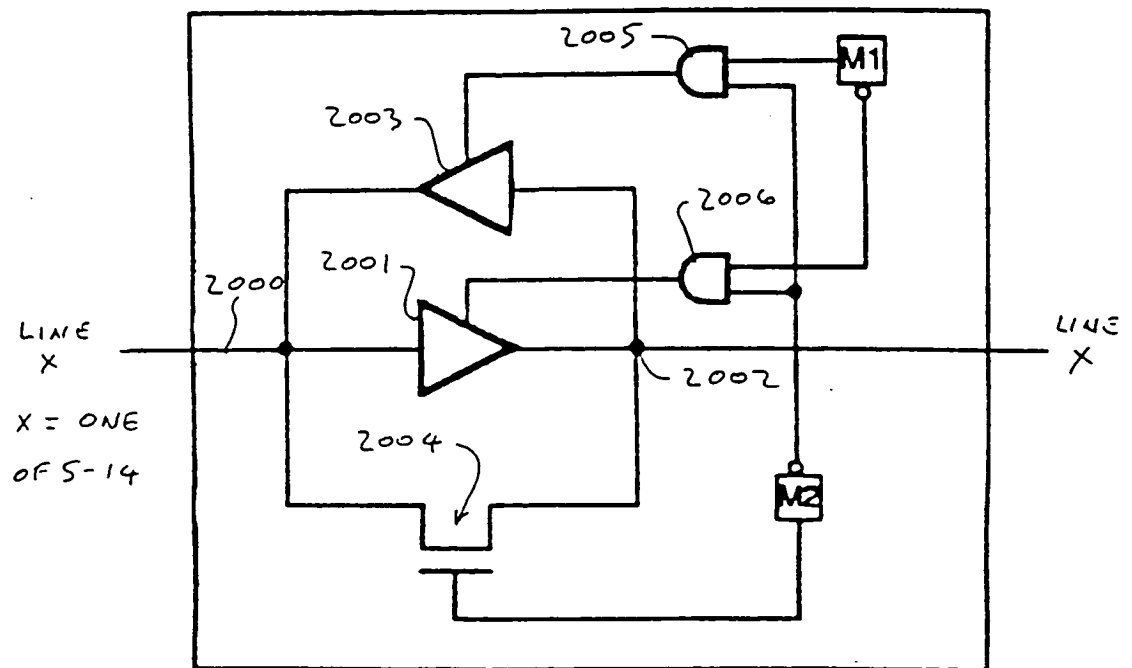 2005
M1
2003
2006
2001
2000
LINE
X
LINE
X
2002
X = ONE
OF 5-14
2004
M2